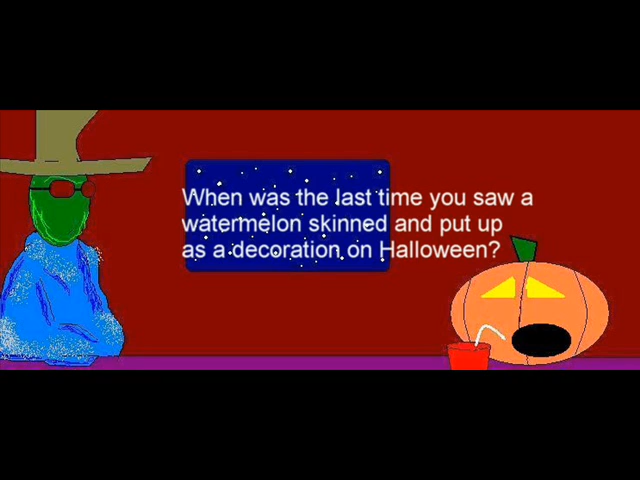 When was the last time you saw a
watermelon skinned and put up
as a decoration on Halloween?